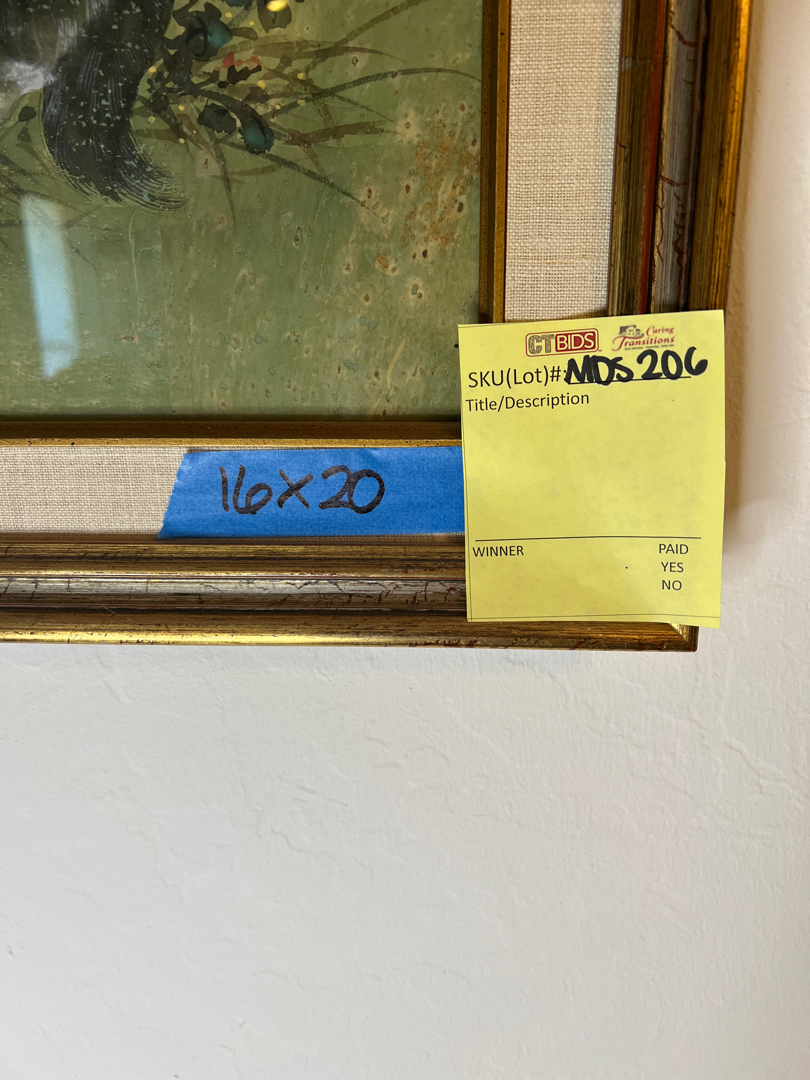 CTBIDS
Caring
Transitions
SKU(Lot)#: MDS 206
Title/Description
16x20
WINNER PAID
YES
NO